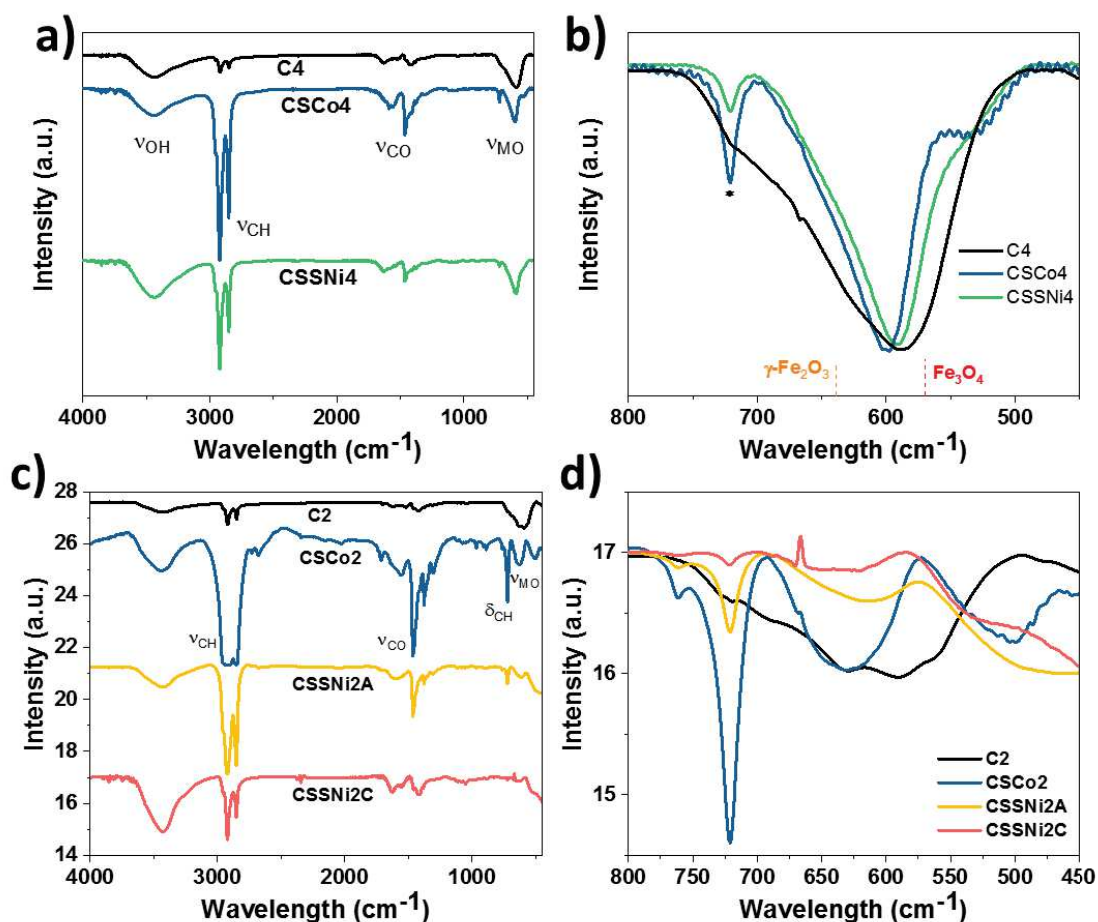 a)
C4
CSCo4
νOH
νCO
νMO
νCH
CSSNi4
Intensity (a.u.)
4000 3000 2000 1000
Wavelength (cm⁻¹)
b)
*
C4
CSCo4
CSSNi4
γ-Fe₂O₃
Fe₃O₄
Intensity (a.u.)
800 700 600 500
Wavelength (cm⁻¹)
c)
28
26
24
22
20
18
16
14
C2
CSCo2
νMO
δCH
νCH
νCO
CSSNi2A
CSSNi2C
Intensity (a.u.)
4000 3000 2000 1000
Wavelength (cm⁻¹)
d)
17
16
15
C2
CSCo2
CSSNi2A
CSSNi2C
Intensity (a.u.)
800 750 700 650 600 550 500 450
Wavelength (cm⁻¹)